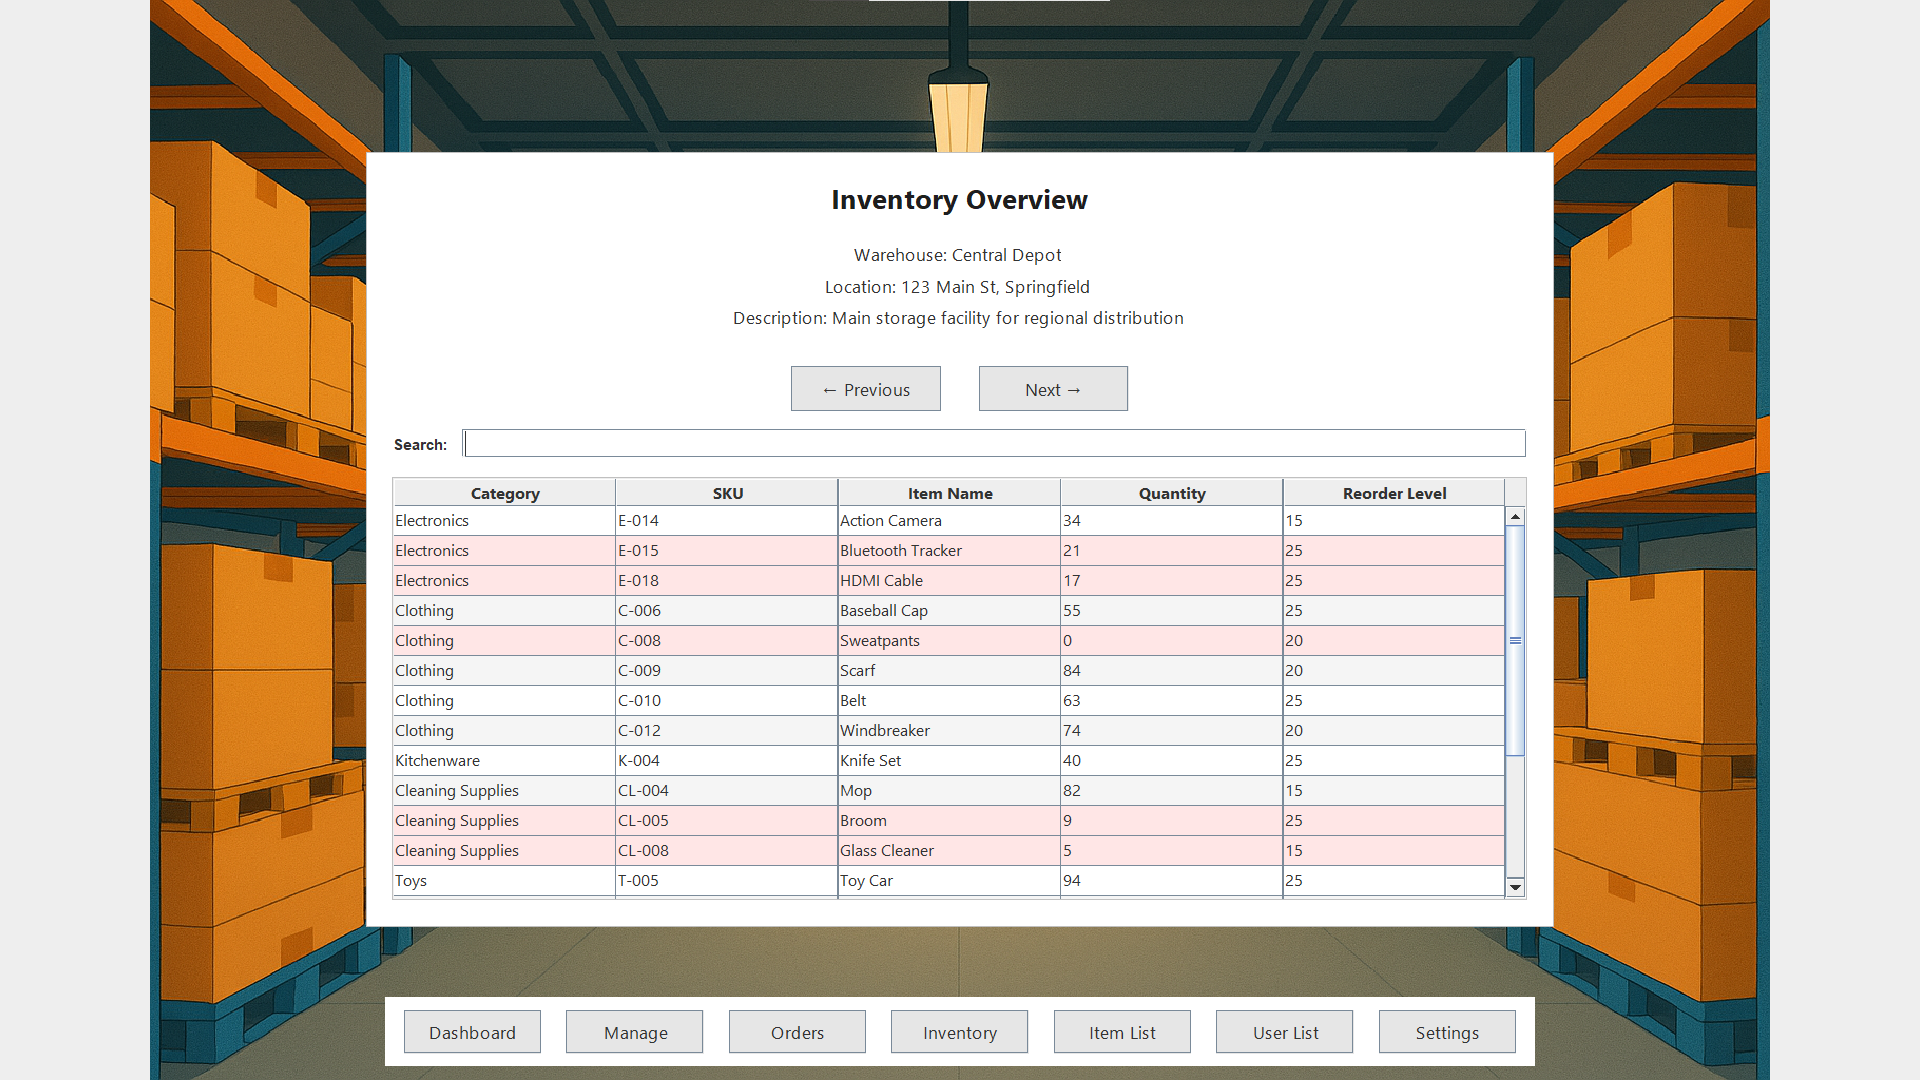 Inventory Overview
Warehouse: Central Depot
Location: 123 Main St, Springfield
Description: Main storage facility for regional distribution
← Previous Next →
Search:
Category SKU Item Name Quantity Reorder Level
Electronics E-014 Action Camera 34 15
Electronics E-015 Bluetooth Tracker 21 25
Electronics E-018 HDMI Cable 17 25
Clothing C-006 Baseball Cap 55 25
Clothing C-008 Sweatpants 0 20
Clothing C-009 Scarf 84 20
Clothing C-010 Belt 63 25
Clothing C-012 Windbreaker 74 20
Kitchenware K-004 Knife Set 40 25
Cleaning Supplies CL-004 Mop 82 15
Cleaning Supplies CL-005 Broom 9 25
Cleaning Supplies CL-008 Glass Cleaner 5 15
Toys T-005 Toy Car 94 25
Dashboard Manage Orders Inventory Item List User List Settings